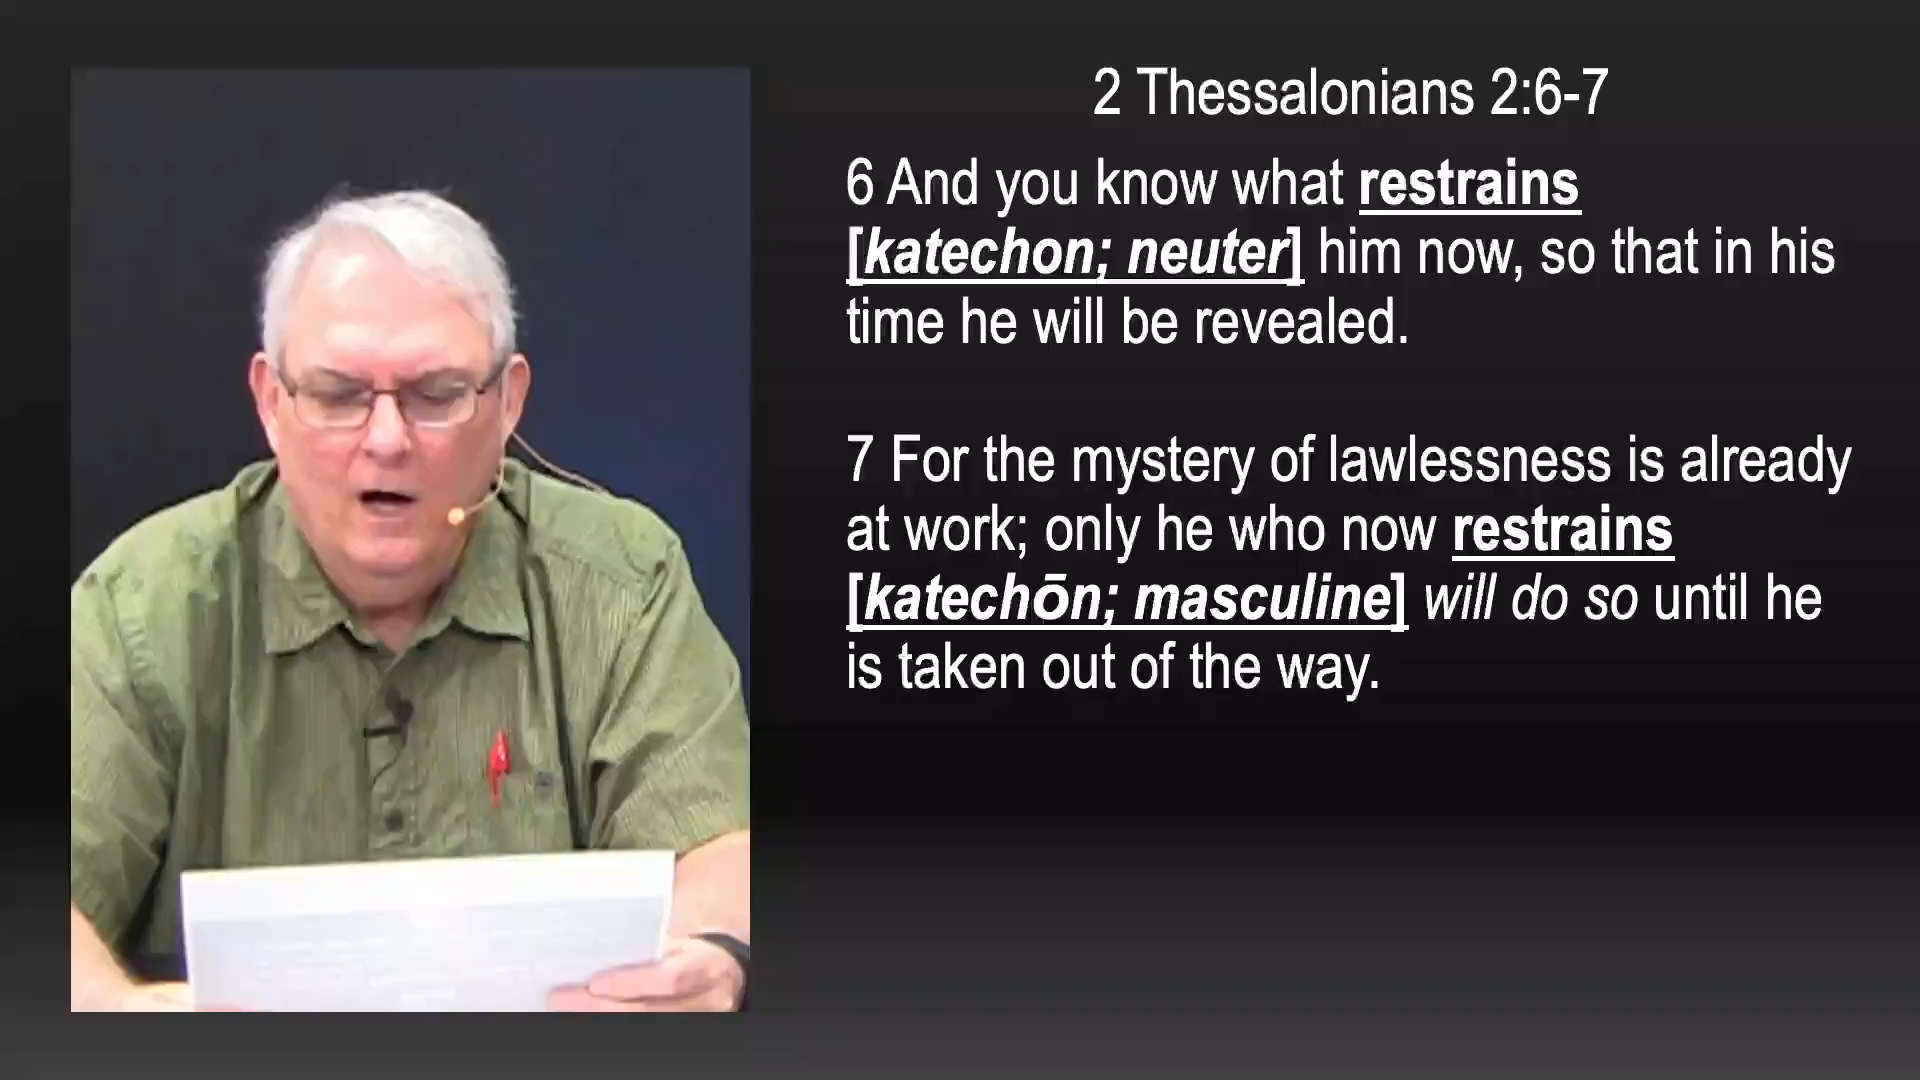 2 Thessalonians 2:6-7
6 And you know what restrains
[katechon; neuter] him now, so that in his
time he will be revealed.
7 For the mystery of lawlessness is already
at work; only he who now restrains
[katechōn; masculine] will do so until he
is taken out of the way.